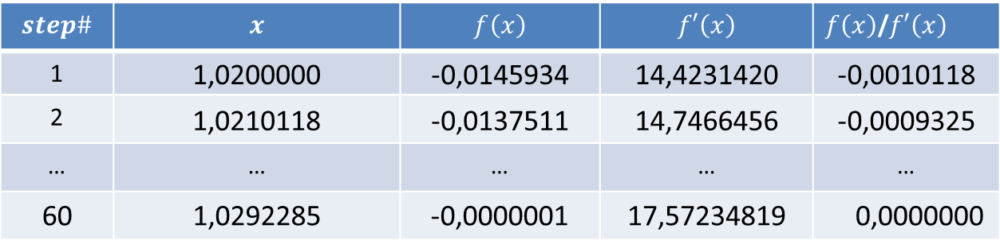 step# x f(x) f′(x) f(x)/f′(x)
1 1,0200000 -0,0145934 14,4231420 -0,0010118
2 1,0210118 -0,0137511 14,7466456 -0,0009325
... ... ... ... ...
60 1,0292285 -0,0000001 17,57234819 0,0000000